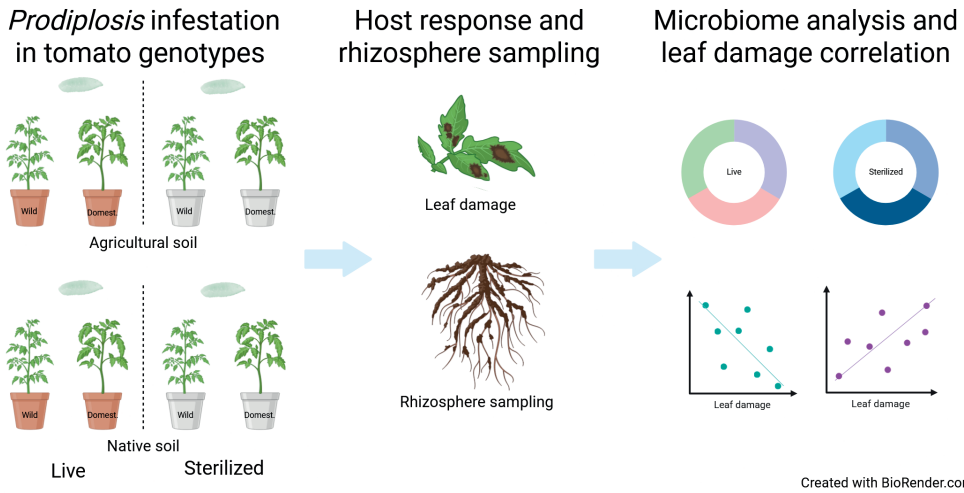 Prodiplosis infestation
in tomato genotypes
Host response and
rhizosphere sampling
Microbiome analysis and
leaf damage correlation
Wild
Domest.
Wild
Domest.
Agricultural soil
Wild
Domest.
Wild
Domest.
Native soil
Live
Sterilized
Leaf damage
Rhizosphere sampling
Live
Sterilized
Leaf damage
Leaf damage
Created with BioRender.com